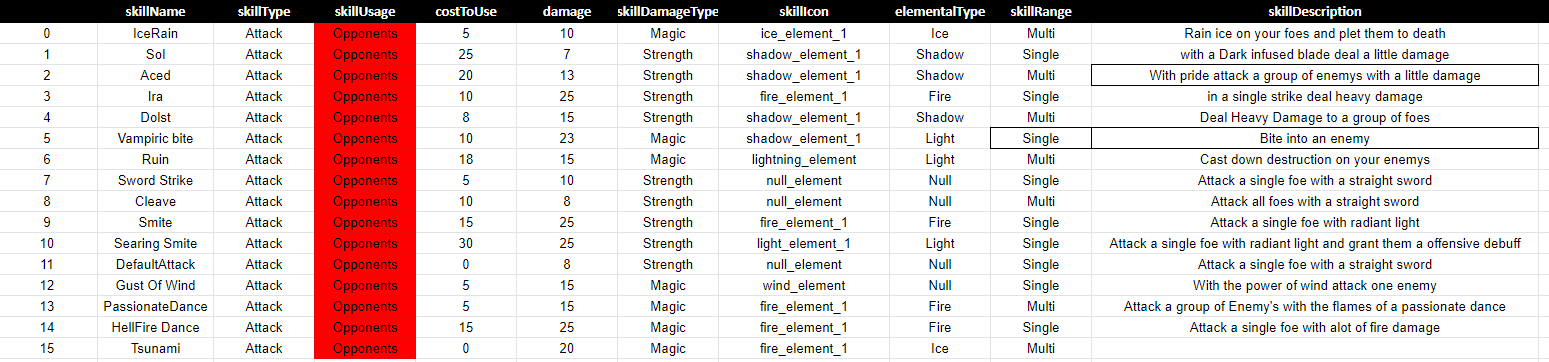 skillName skillType skillUsage costToUse damage skillDamageType skillIcon elementalType skillRange skillDescription
0 IceRain Attack Opponents 5 10 Magic ice_element_1 Ice Multi Rain ice on your foes and plet them to death
1 Sol Attack Opponents 25 7 Strength shadow_element_1 Shadow Single with a Dark infused blade deal a little damage
2 Aced Attack Opponents 20 13 Strength shadow_element_1 Shadow Multi With pride attack a group of enemys with a little damage
3 Ira Attack Opponents 10 25 Strength fire_element_1 Fire Single in a single strike deal heavy damage
4 Dolst Attack Opponents 8 15 Strength shadow_element_1 Shadow Multi Deal Heavy Damage to a group of foes
5 Vampiric bite Attack Opponents 10 23 Magic shadow_element_1 Light Single Bite into an enemy
6 Ruin Attack Opponents 18 15 Magic lightning_element Light Multi Cast down destruction on your enemys
7 Sword Strike Attack Opponents 5 10 Strength null_element Null Single Attack a single foe with a straight sword
8 Cleave Attack Opponents 10 8 Strength null_element Null Multi Attack all foes with a straight sword
9 Smite Attack Opponents 15 25 Strength fire_element_1 Fire Single Attack a single foe with radiant light
10 Searing Smite Attack Opponents 30 25 Strength light_element_1 Light Single Attack a single foe with radiant light and grant them a offensive debuff
11 DefaultAttack Attack Opponents 0 8 Strength null_element Null Single Attack a single foe with a straight sword
12 Gust Of Wind Attack Opponents 5 15 Magic wind_element Null Single With the power of wind attack one enemy
13 PassionateDance Attack Opponents 5 15 Magic fire_element_1 Fire Multi Attack a group of Enemy's with the flames of a passionate dance
14 HellFire Dance Attack Opponents 15 25 Magic fire_element_1 Fire Single Attack a single foe with alot of fire damage
15 Tsunami Attack Opponents 0 20 Magic fire_element_1 Ice Multi